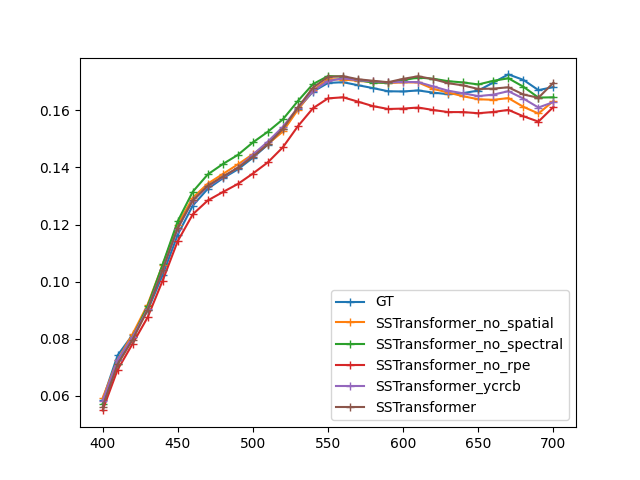 0.16
0.14
0.12
0.10
0.08
0.06
400 450 500 550 600 650 700
GT
SSTransformer_no_spatial
SSTransformer_no_spectral
SSTransformer_no_rpe
SSTransformer_ycrcb
SSTransformer